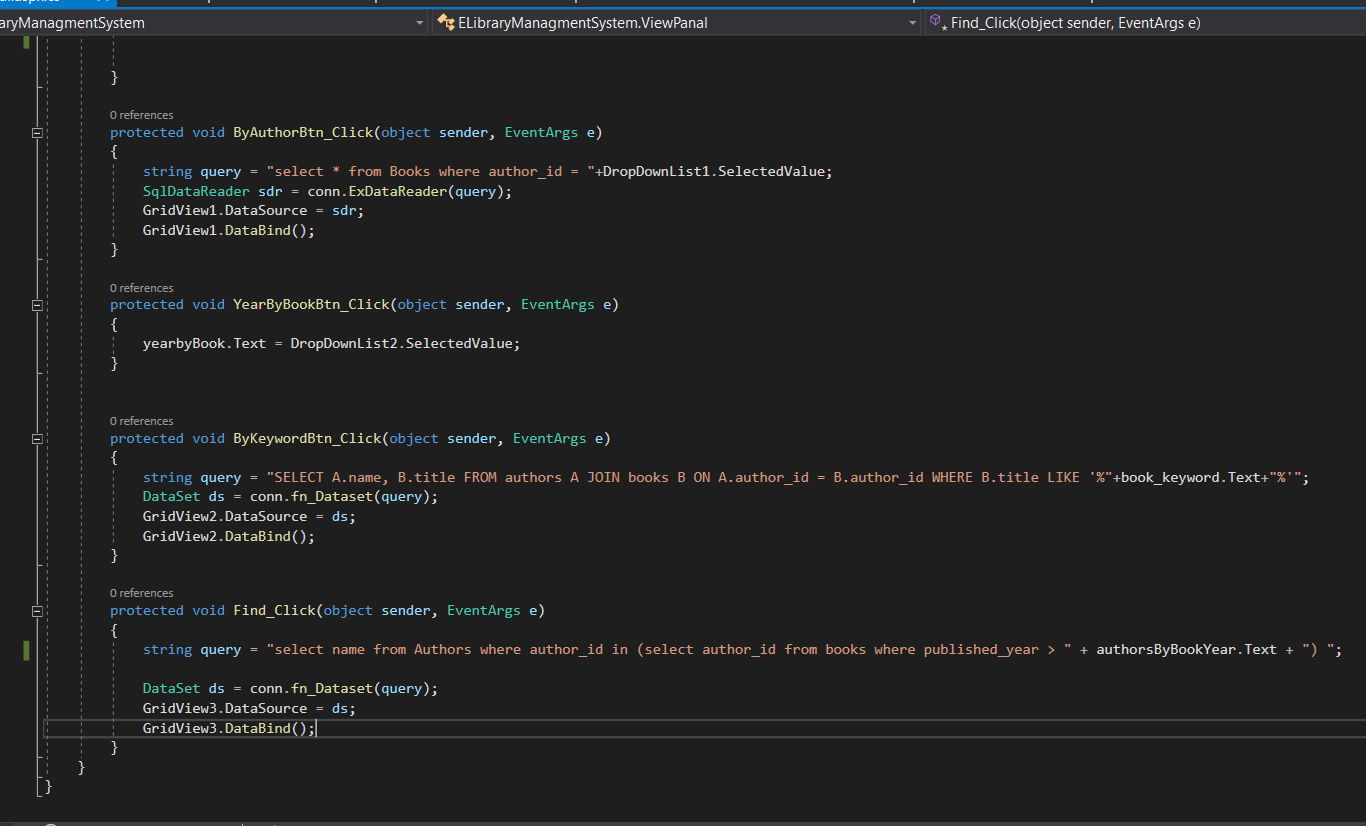 aryManagmentSystem ELibraryManagmentSystem.ViewPanal Find_Click(object sender, EventArgs e)
}
0 references
protected void ByAuthorBtn_Click(object sender, EventArgs e)
{
string query = "select * from Books where author_id = "+DropDownList1.SelectedValue;
SqlDataReader sdr = conn.ExDataReader(query);
GridView1.DataSource = sdr;
GridView1.DataBind();
}
0 references
protected void YearByBookBtn_Click(object sender, EventArgs e)
{
yearbyBook.Text = DropDownList2.SelectedValue;
}
0 references
protected void ByKeywordBtn_Click(object sender, EventArgs e)
{
string query = "SELECT A.name, B.title FROM authors A JOIN books B ON A.author_id = B.author_id WHERE B.title LIKE '%"+book_keyword.Text+"%'";
DataSet ds = conn.fn_Dataset(query);
GridView2.DataSource = ds;
GridView2.DataBind();
}
0 references
protected void Find_Click(object sender, EventArgs e)
{
string query = "select name from Authors where author_id in (select author_id from books where published_year > " + authorsByBookYear.Text + ") ";
DataSet ds = conn.fn_Dataset(query);
GridView3.DataSource = ds;
GridView3.DataBind();
}
}
}